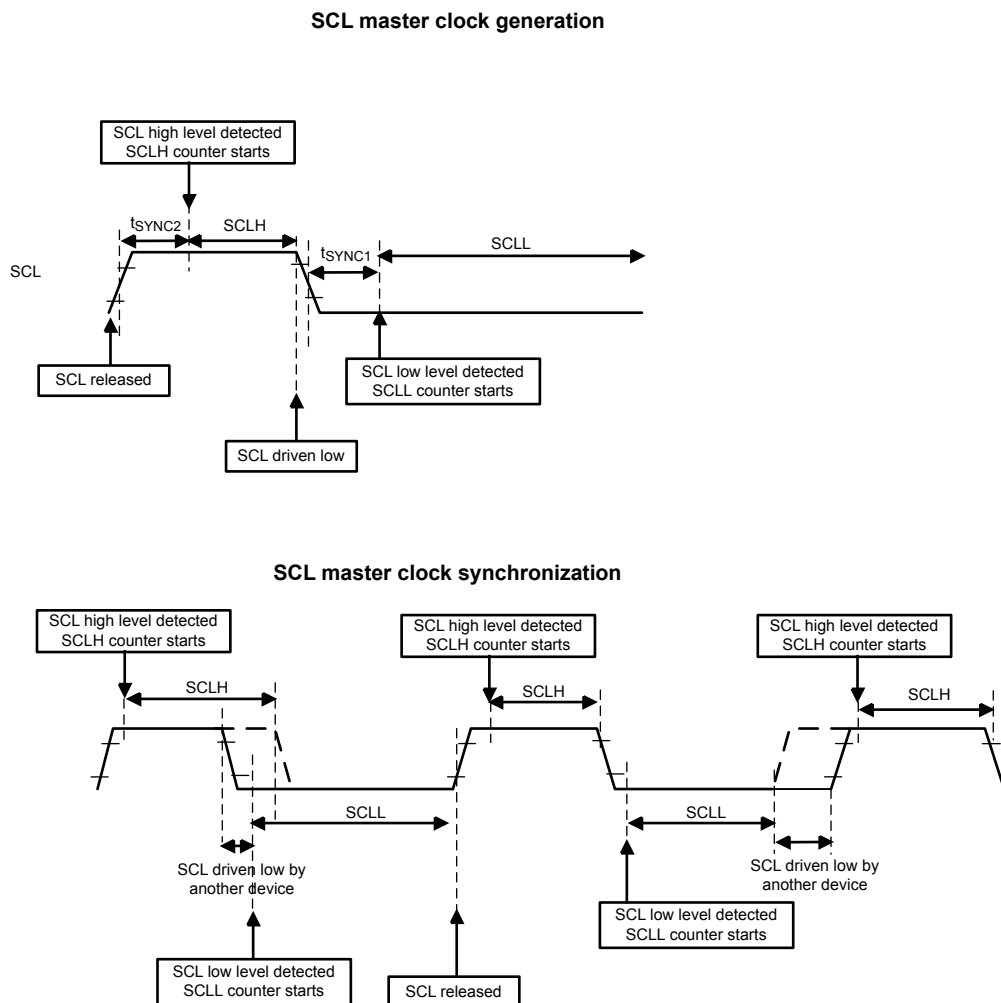 SCL master clock generation
SCL high level detected
SCLH counter starts
tSYNC2
SCLH
SCLL
tSYNC1
SCL
SCL released
SCL low level detected
SCLL counter starts
SCL driven low
SCL master clock synchronization
SCL high level detected
SCLH counter starts
SCL high level detected
SCLH counter starts
SCL high level detected
SCLH counter starts
SCLH
SCLH
SCLH
SCLL
SCLL
SCL driven low by
another device
SCL driven low by
another device
SCL low level detected
SCLL counter starts
SCL low level detected
SCLL counter starts
SCL released